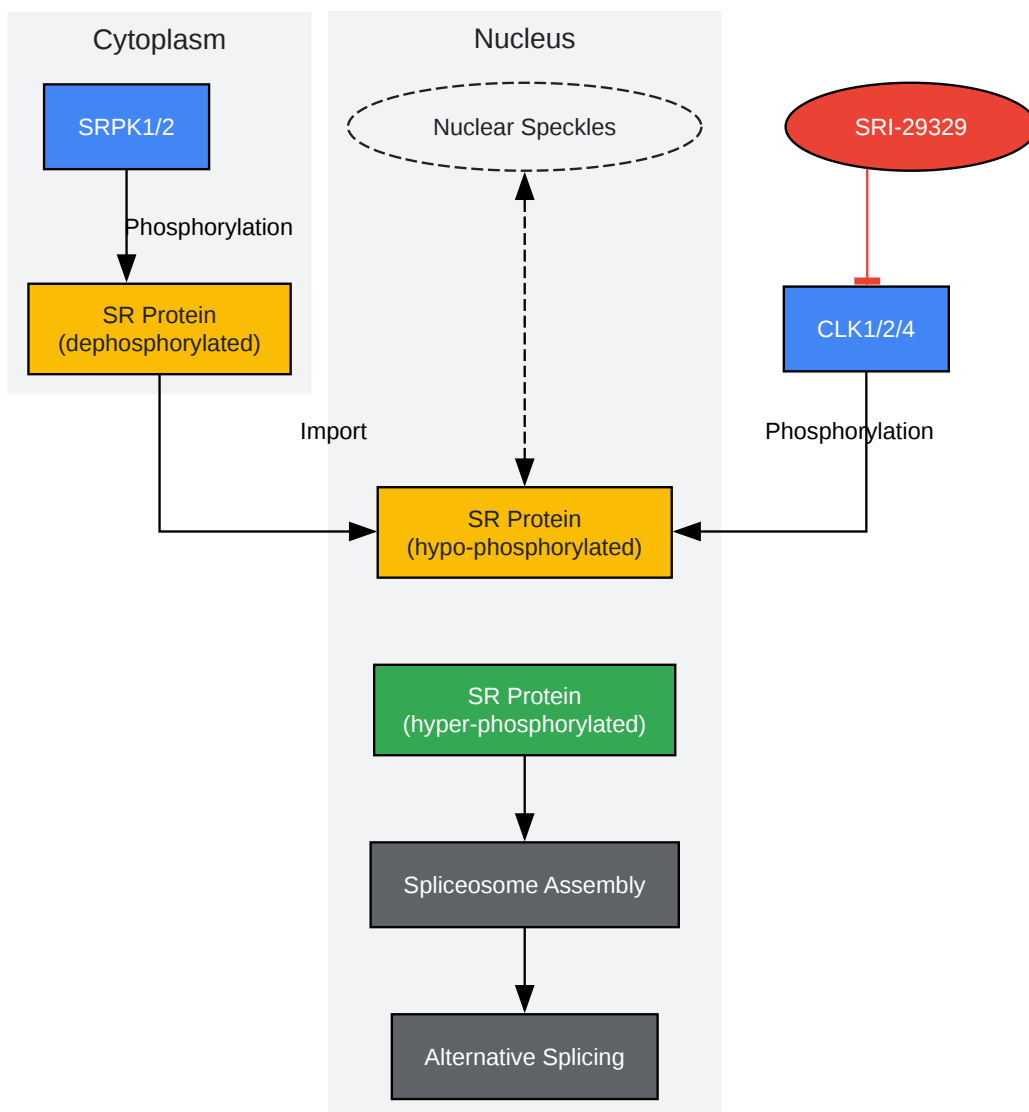 Cytoplasm
Nucleus
SRPK1/2
Nuclear Speckles
SRI-29329
Phosphorylation
SR Protein
(dephosphorylated)
CLK1/2/4
Import
Phosphorylation
SR Protein
(hypo-phosphorylated)
SR Protein
(hyper-phosphorylated)
Spliceosome Assembly
Alternative Splicing